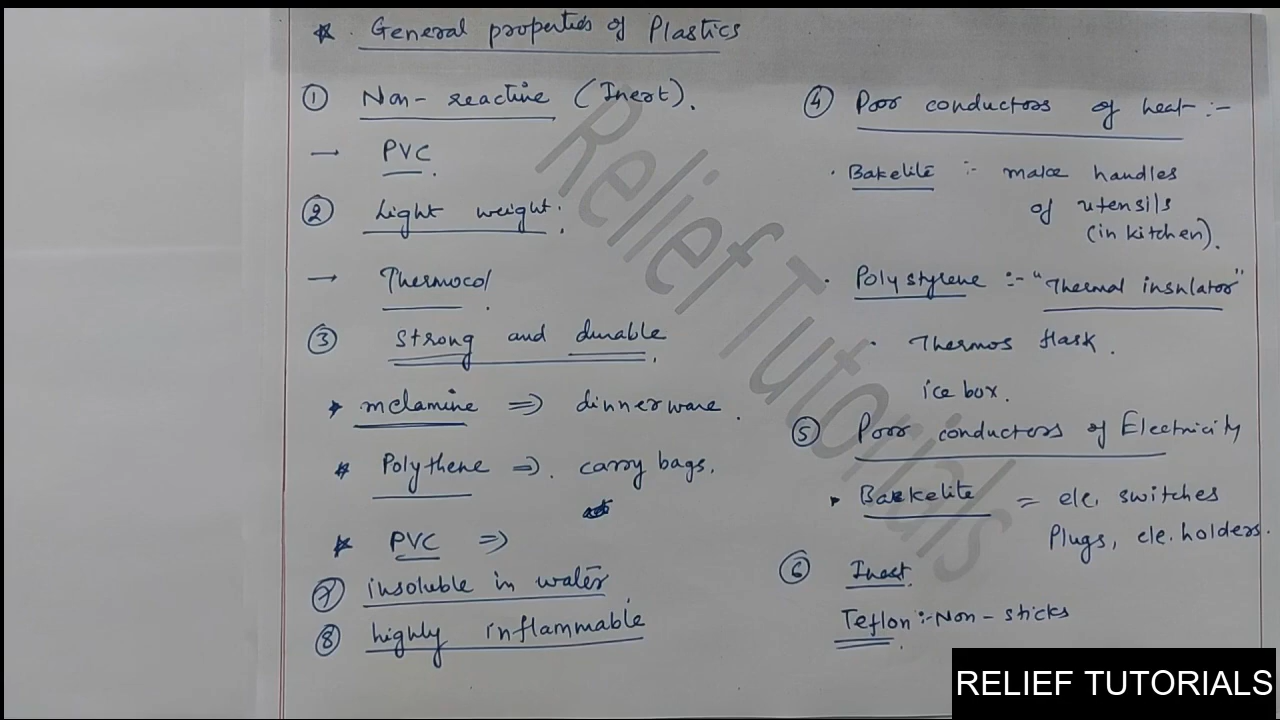 * General properties of Plastics
① Non-reactive (Inert).
→ PVC.
② Light weight:
→ Thermocol.
③ Strong and durable.
* melamine ⇒ dinnerware.
* Polythene ⇒ carry bags.
* PVC ⇒
⑦ insoluble in water.
⑧ highly inflammable
④ Poor conductors of heat :-
. Bakelite :- make handles
of utensils
(in kitchen).
. Polystyrene :- "Thermal insulator"
. Thermos flask.
ice box.
⑤ Poor conductors of Electricity
Bakelite = ele. switches
Plugs, ele. holders.
⑥ Inert.
Teflon :- Non-sticks.
Relief Tutorials
RELIEF TUTORIALS